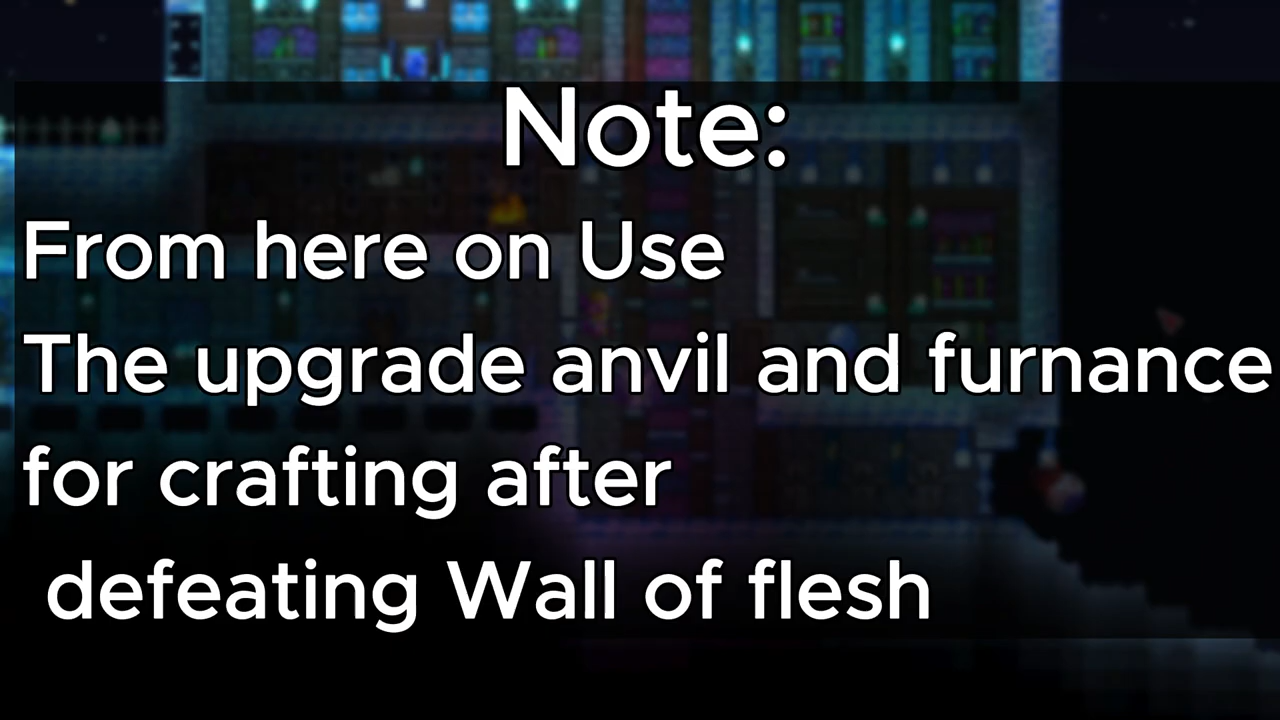 Note:
From here on Use
The upgrade anvil and furnance
for crafting after
defeating Wall of flesh